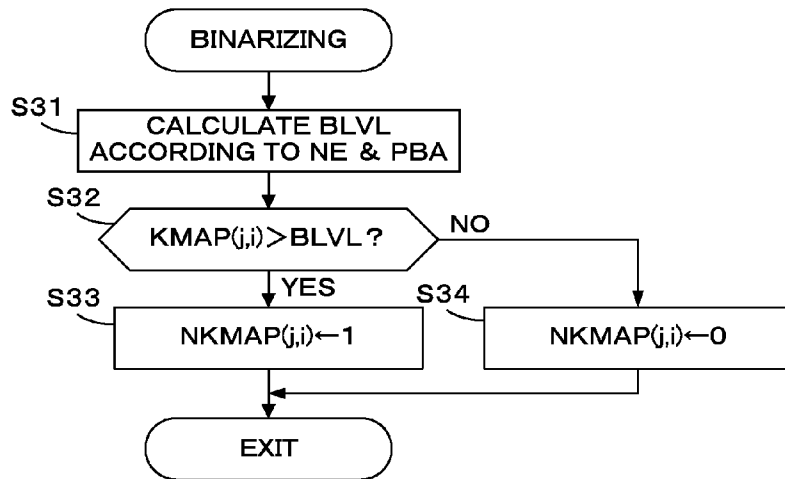 BINARIZING
S31
CALCULATE BLVL
ACCORDING TO NE & PBA
S32
KMAP(j,i)>BLVL?
NO
YES
S33
NKMAP(j,i)←1
S34
NKMAP(j,i)←0
EXIT